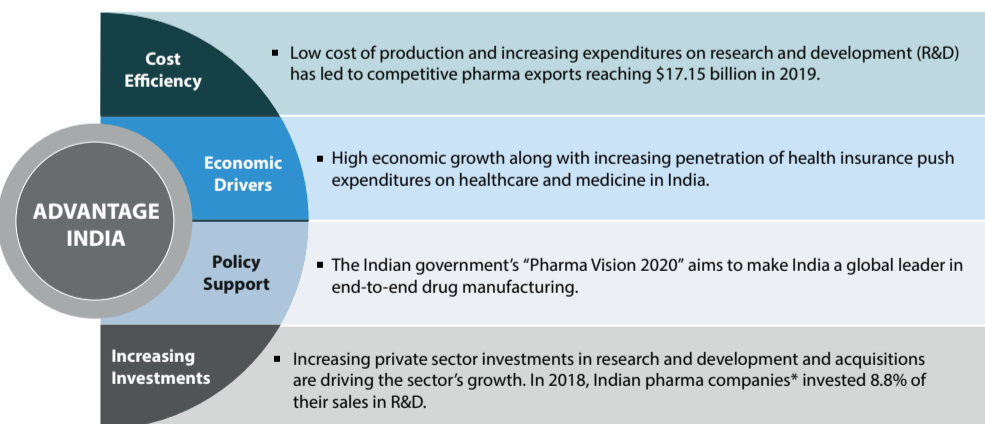 ADVANTAGE
INDIA
Cost
Efficiency
▪ Low cost of production and increasing expenditures on research and development (R&D)
has led to competitive pharma exports reaching $17.15 billion in 2019.
Economic
Drivers
▪ High economic growth along with increasing penetration of health insurance push
expenditures on healthcare and medicine in India.
Policy
Support
▪ The Indian government’s “Pharma Vision 2020” aims to make India a global leader in
end-to-end drug manufacturing.
Increasing
Investments
▪ Increasing private sector investments in research and development and acquisitions
are driving the sector’s growth. In 2018, Indian pharma companies* invested 8.8% of
their sales in R&D.